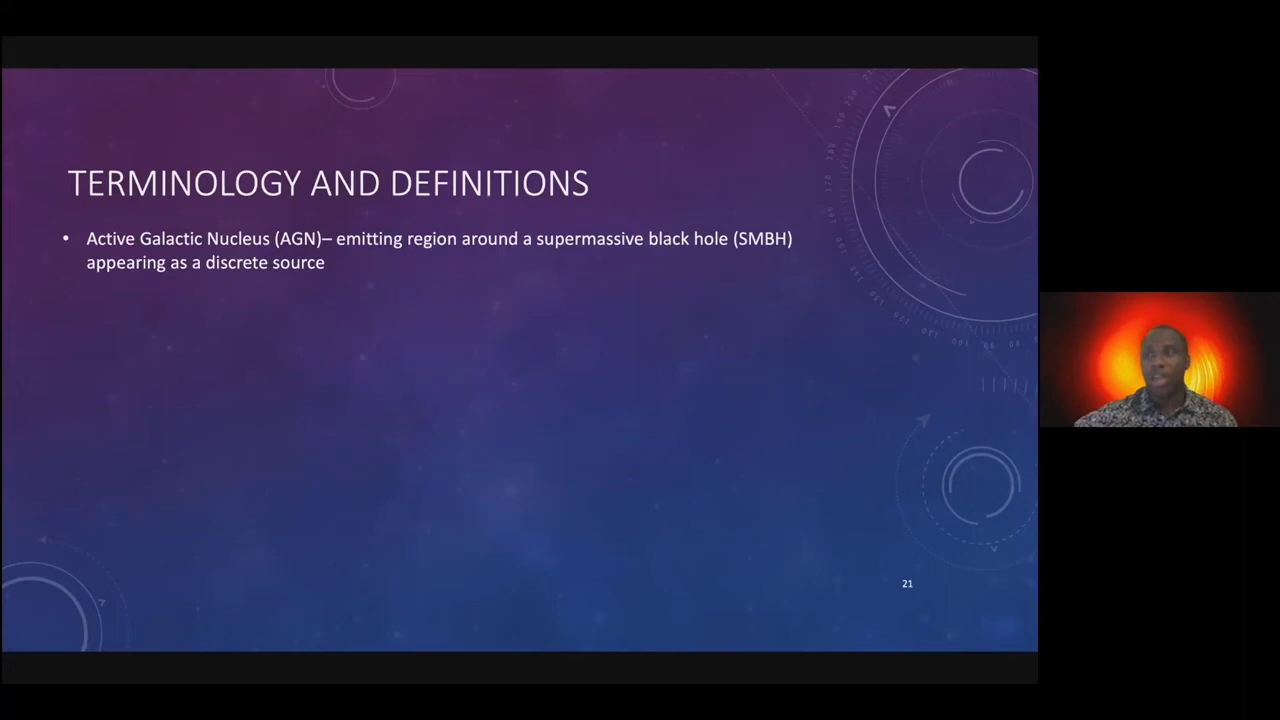 TERMINOLOGY AND DEFINITIONS
• Active Galactic Nucleus (AGN)– emitting region around a supermassive black hole (SMBH)
appearing as a discrete source
21